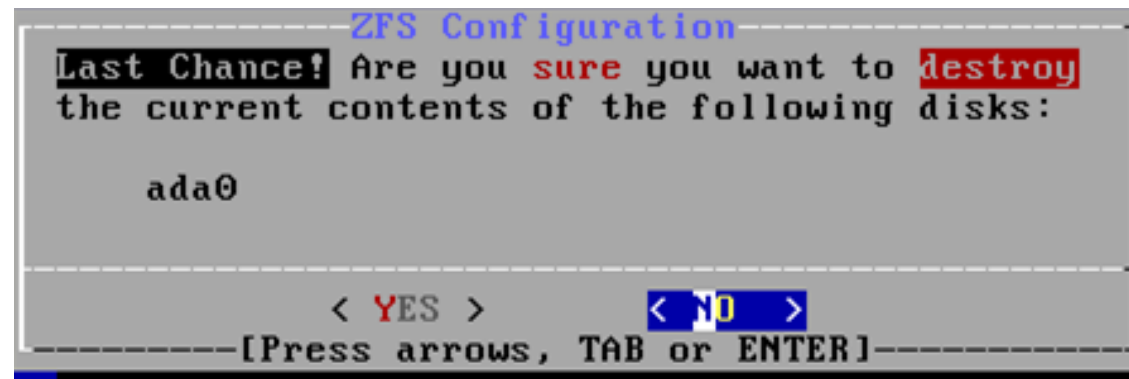 ZFS Configuration
Last Chance! Are you sure you want to destroy
the current contents of the following disks:
ada0
< YES > < NO >
[Press arrows, TAB or ENTER]